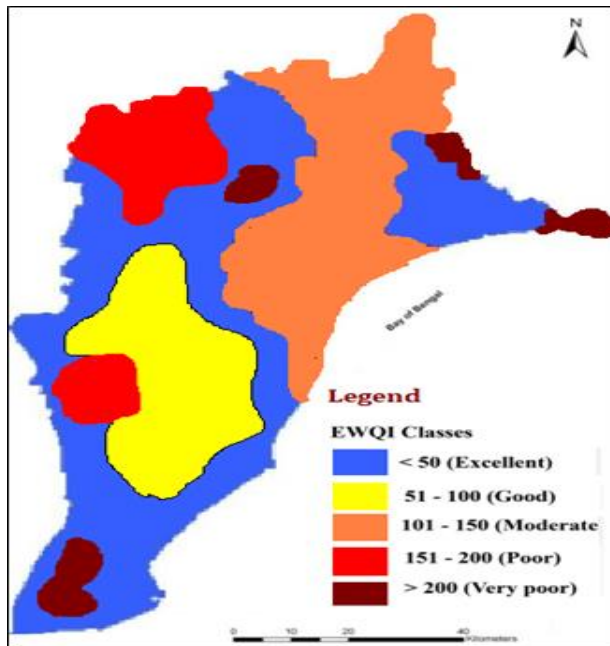 N
Bay of Bengal
Legend
EWQI Classes
< 50 (Excellent)
51 - 100 (Good)
101 - 150 (Moderate
151 - 200 (Poor)
> 200 (Very poor)
0 10 20 40
Kilometers